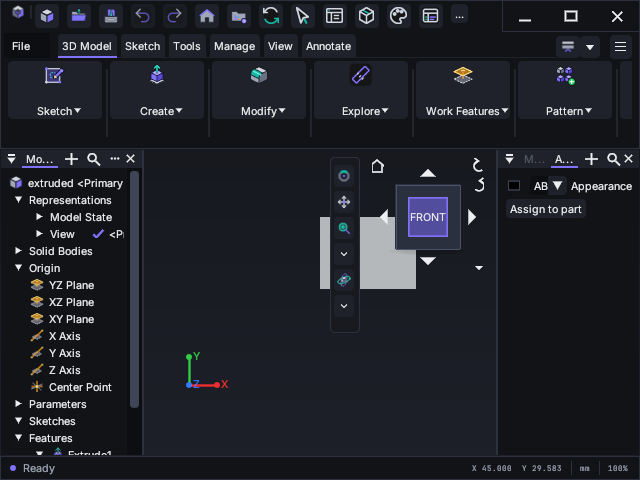 File
3D Model
Sketch
Tools
Manage
View
Annotate
...
Sketch
Create
Modify
Explore
Work Features
Pattern
Mo...
M...
A...
extruded <Primary
Representations
Model State
View
Solid Bodies
Origin
YZ Plane
XZ Plane
XY Plane
X Axis
Y Axis
Z Axis
Center Point
Parameters
Sketches
Features
Extrude1
FRONT
Y
Z
X
AB
Appearance
Assign to part
Ready
X 45.000
Y 29.583
mm
100%